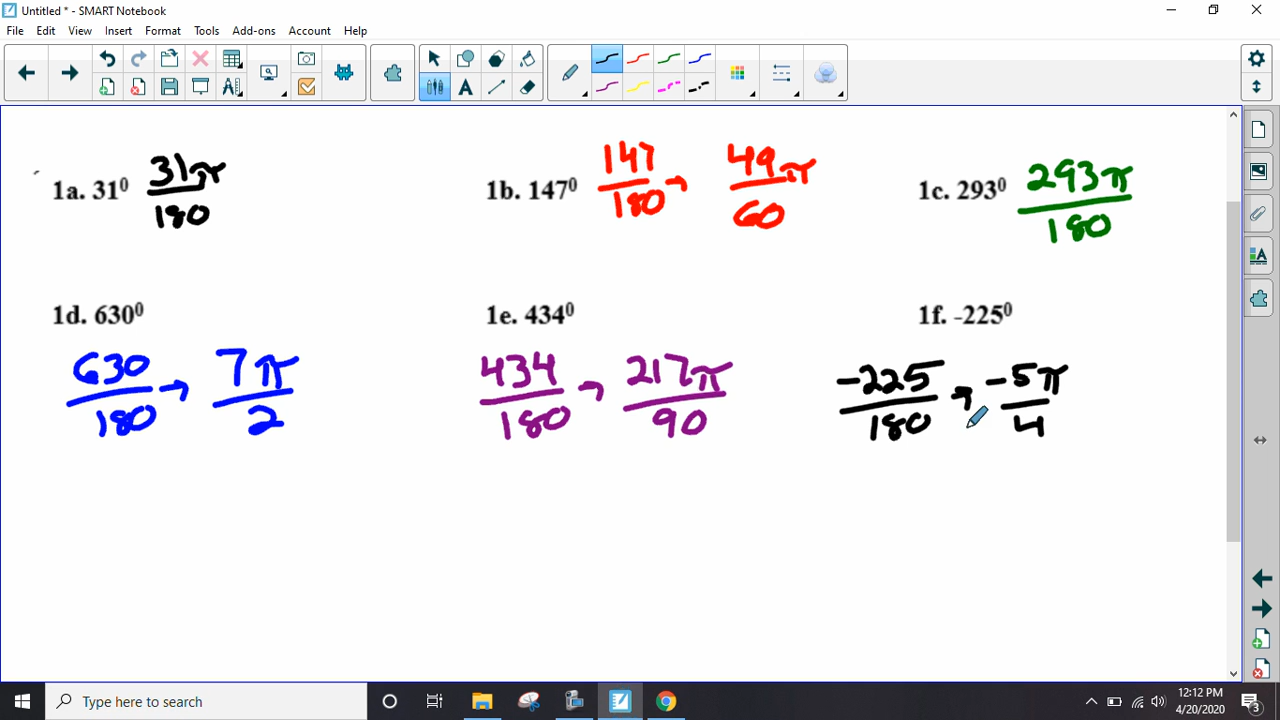 Untitled * - SMART Notebook
File Edit View Insert Format Tools Add-ons Account Help
1a. 31⁰ 31π/180
1b. 147⁰ 147/180 → 49π/60
1c. 293⁰ 293π/180
1d. 630⁰
630/180 → 7π/2
1e. 434⁰
434/180 → 217π/90
1f. -225⁰
-225/180 → -5π/4
Type here to search
12:12 PM
4/20/2020
3